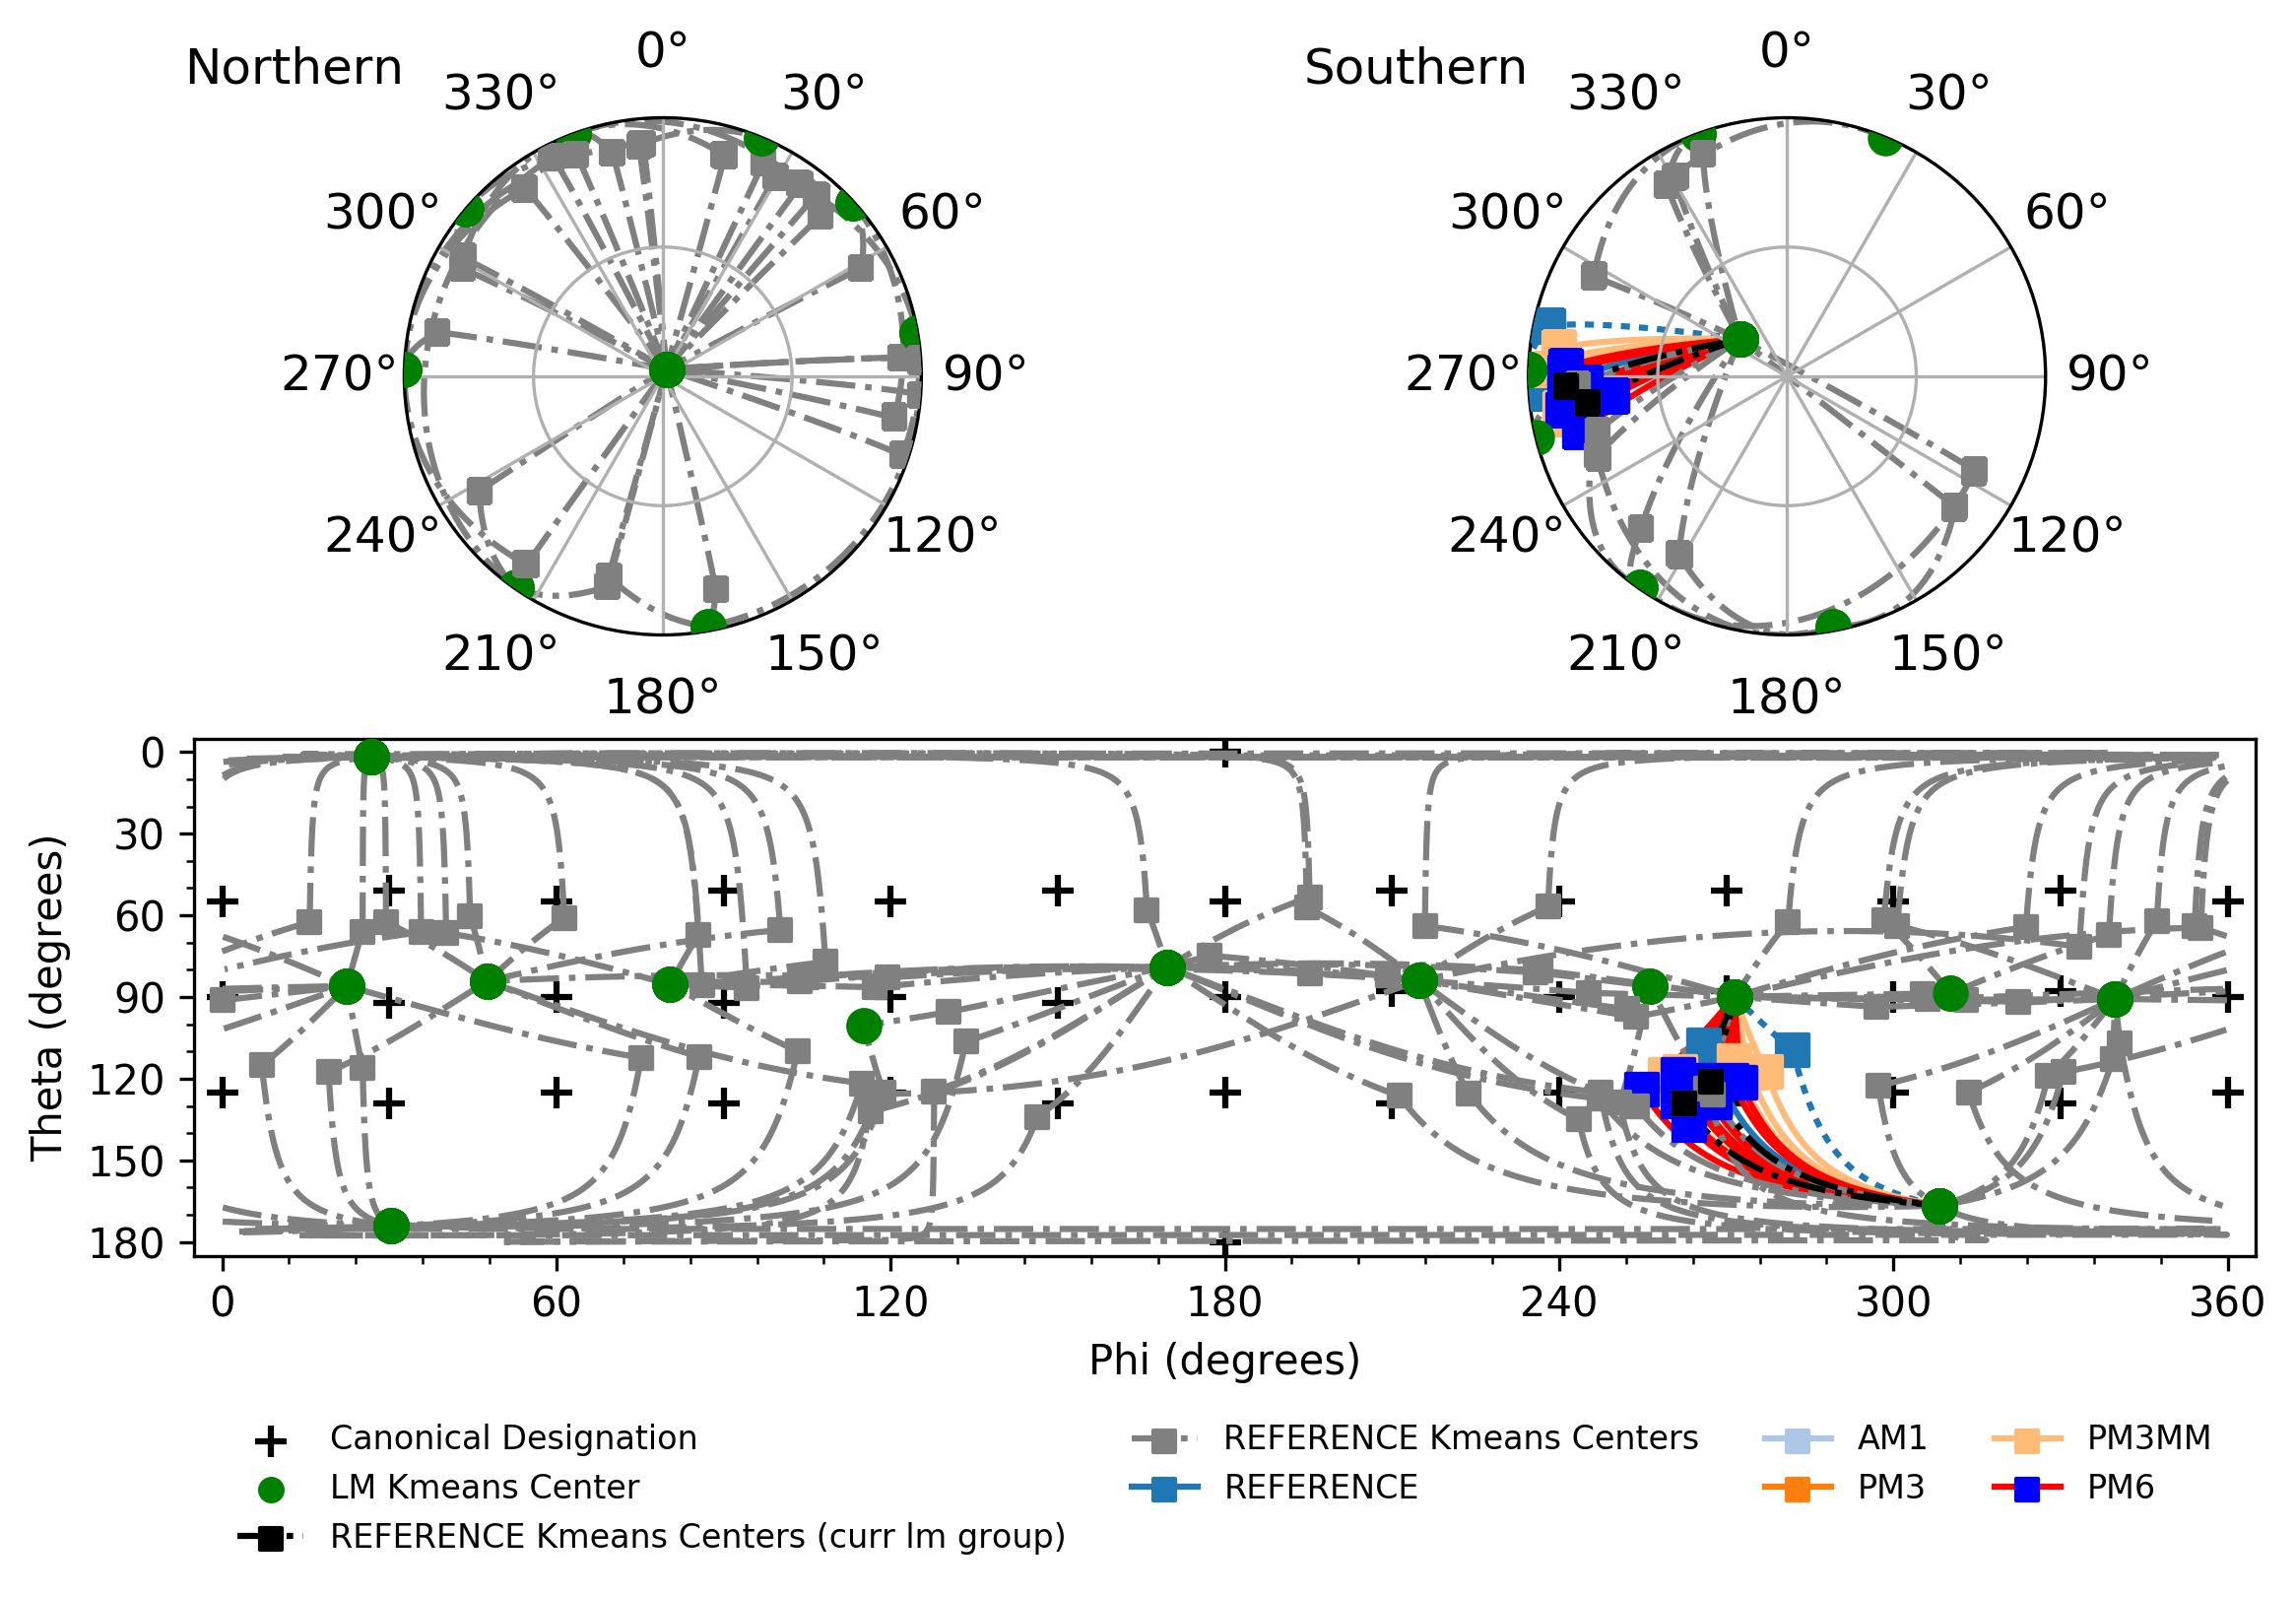 Northern
Southern
0°
30°
60°
90°
120°
150°
180°
210°
240°
270°
300°
330°
0°
30°
60°
90°
120°
150°
180°
210°
240°
270°
300°
330°
Theta (degrees)
0
30
60
90
120
150
180
0 60 120 180 240 300 360
Phi (degrees)
Canonical Designation
LM Kmeans Center
REFERENCE Kmeans Centers (curr lm group)
REFERENCE Kmeans Centers
REFERENCE
AM1
PM3
PM3MM
PM6